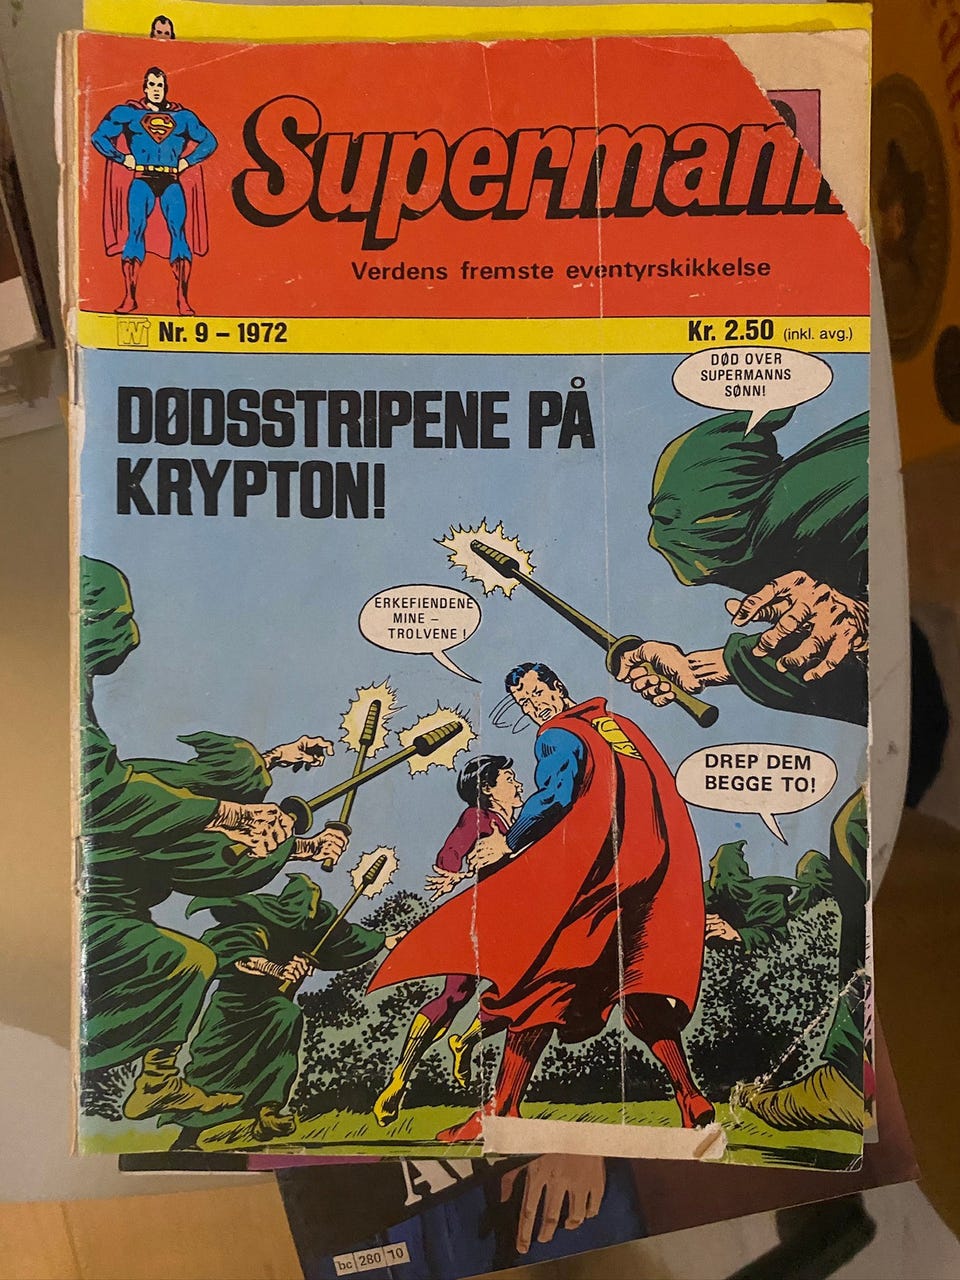 Supermann
Verdens fremste eventyrskikkelse
Wi Nr. 9 – 1972
Kr. 2.50 (inkl. avg.)
DØD OVER
SUPERMANNS
SØNN!
DØDSSTRIPENE PÅ
KRYPTON!
ERKEFIENDENE
MINE –
TROLVENE!
DREP DEM
BEGGE TO!
bc 280 10